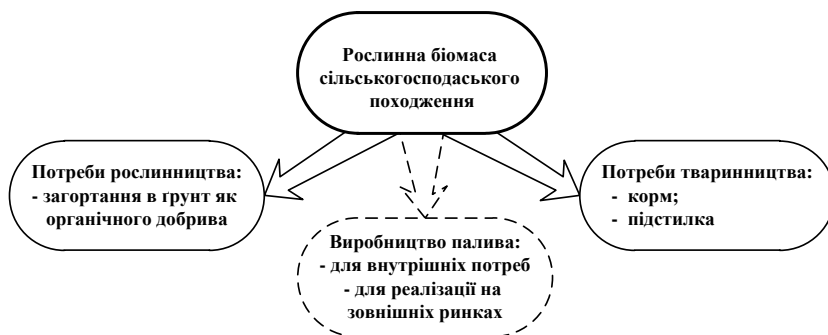 Рослинна біомаса
сільськогосподаського
походження
Потреби рослинництва:
- загортання в ґрунт як
органічного добрива
Виробництво палива:
- для внутрішніх потреб
- для реалізації на
зовнішніх ринках
Потреби тваринництва:
- корм;
- підстилка